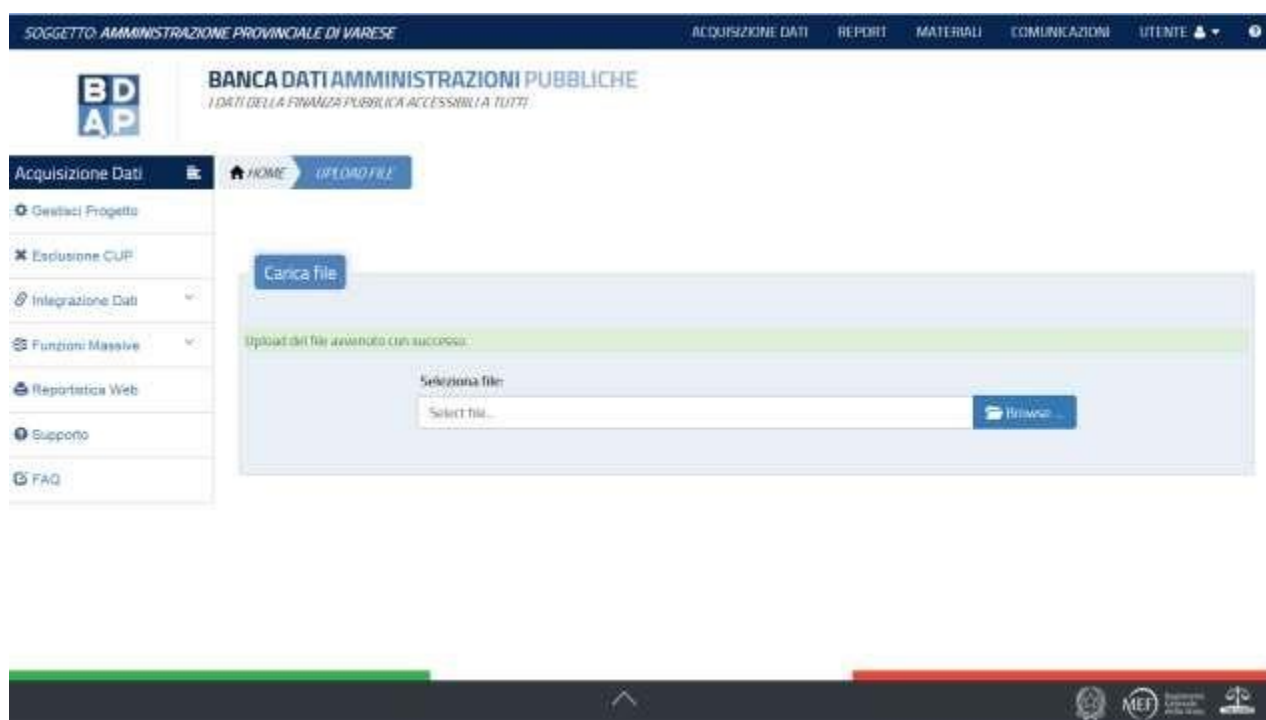 SOGGETTO: AMMINISTRAZIONE PROVINCIALE DI VARESE
ACQUISIZIONE DATI REPORT MATERIALI COMUNICAZIONI UTENTE
BD
AP
BANCA DATI AMMINISTRAZIONI PUBBLICHE
I DATI DELLA FINANZA PUBBLICA ACCESSIBILI A TUTTI
Acquisizione Dati
HOME UPLOAD FILE
Gestisci Progetto
Esclusione CUP
Carica file
Integrazione Dati
Funzioni Massive
Upload del file avvenuto con successo.
Reportistica Web
Seleziona file:
Select file...
Browse ...
Supporto
FAQ
MEF